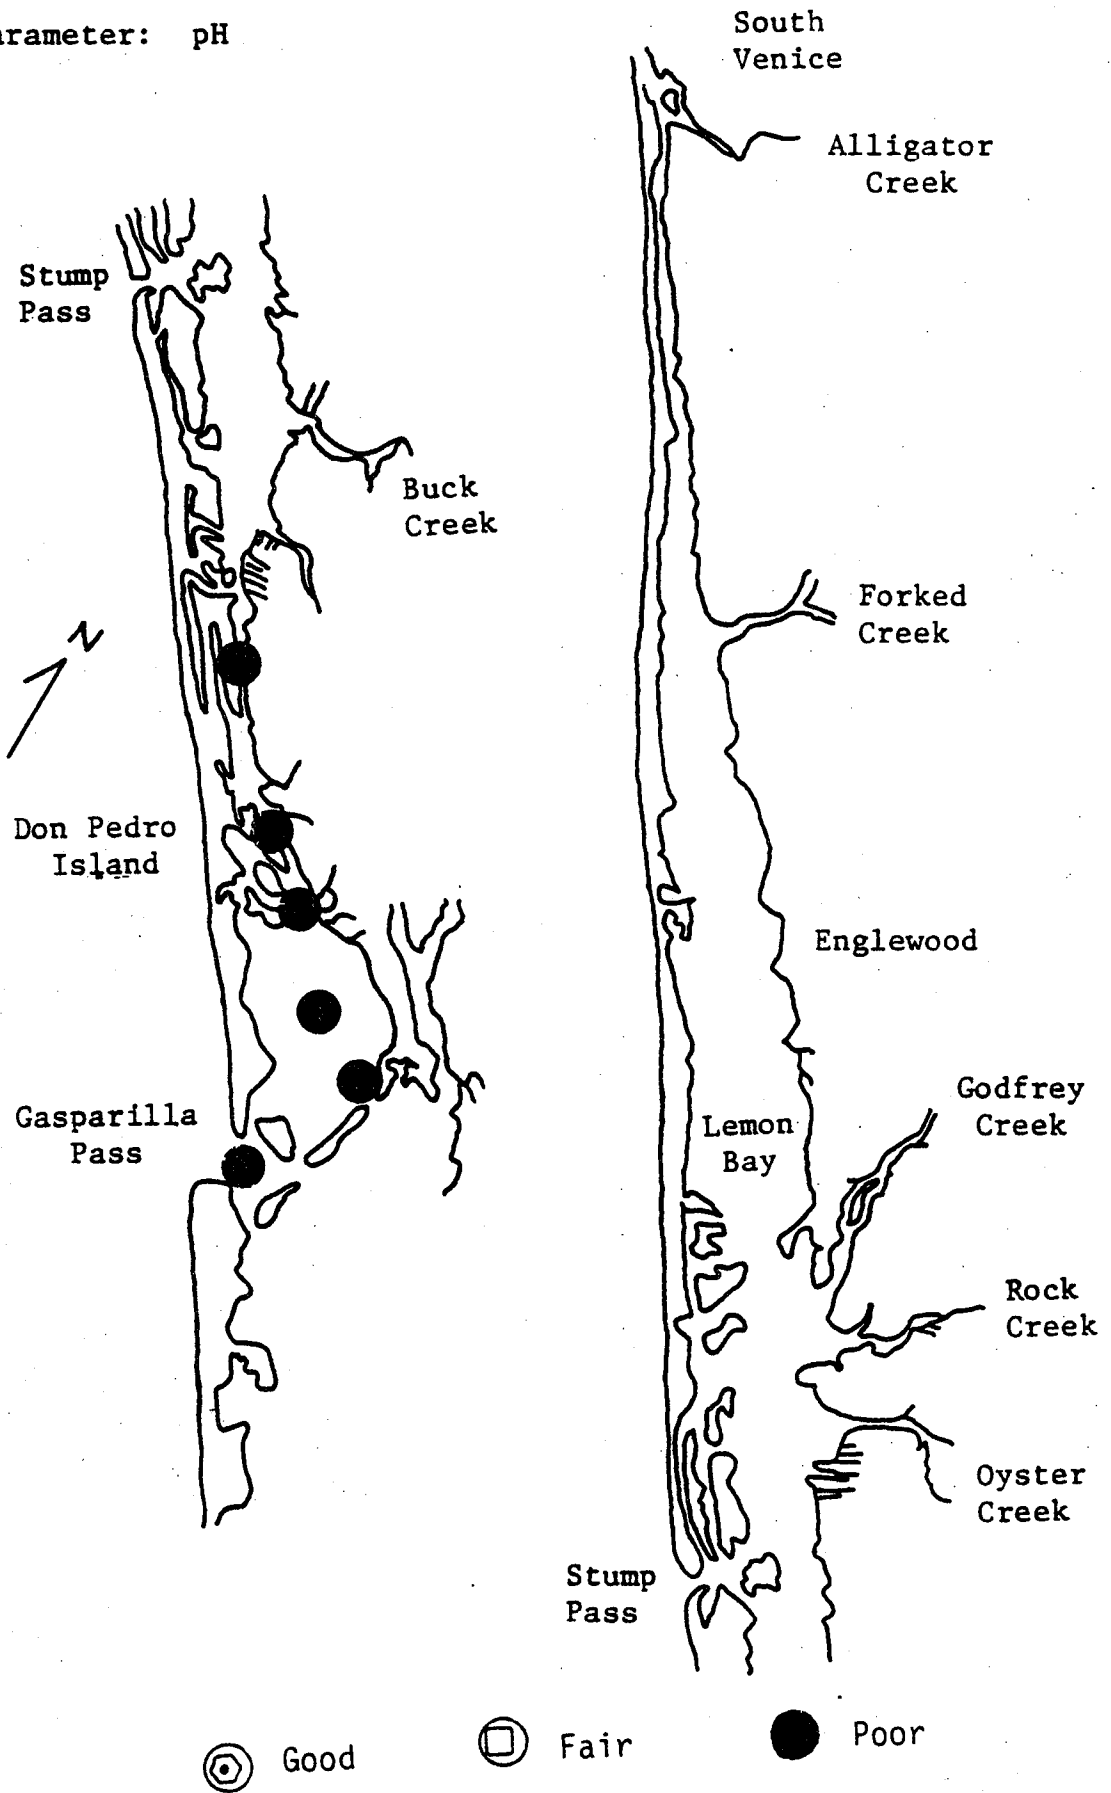 arameter: pH
South
Venice
Alligator
Creek
Stump
Pass
Buck
Creek
N
Forked
Creek
Don Pedro
Island
Englewood
Gasparilla
Pass
Lemon
Bay
Godfrey
Creek
Rock
Creek
Oyster
Creek
Stump
Pass
Good
Fair
Poor